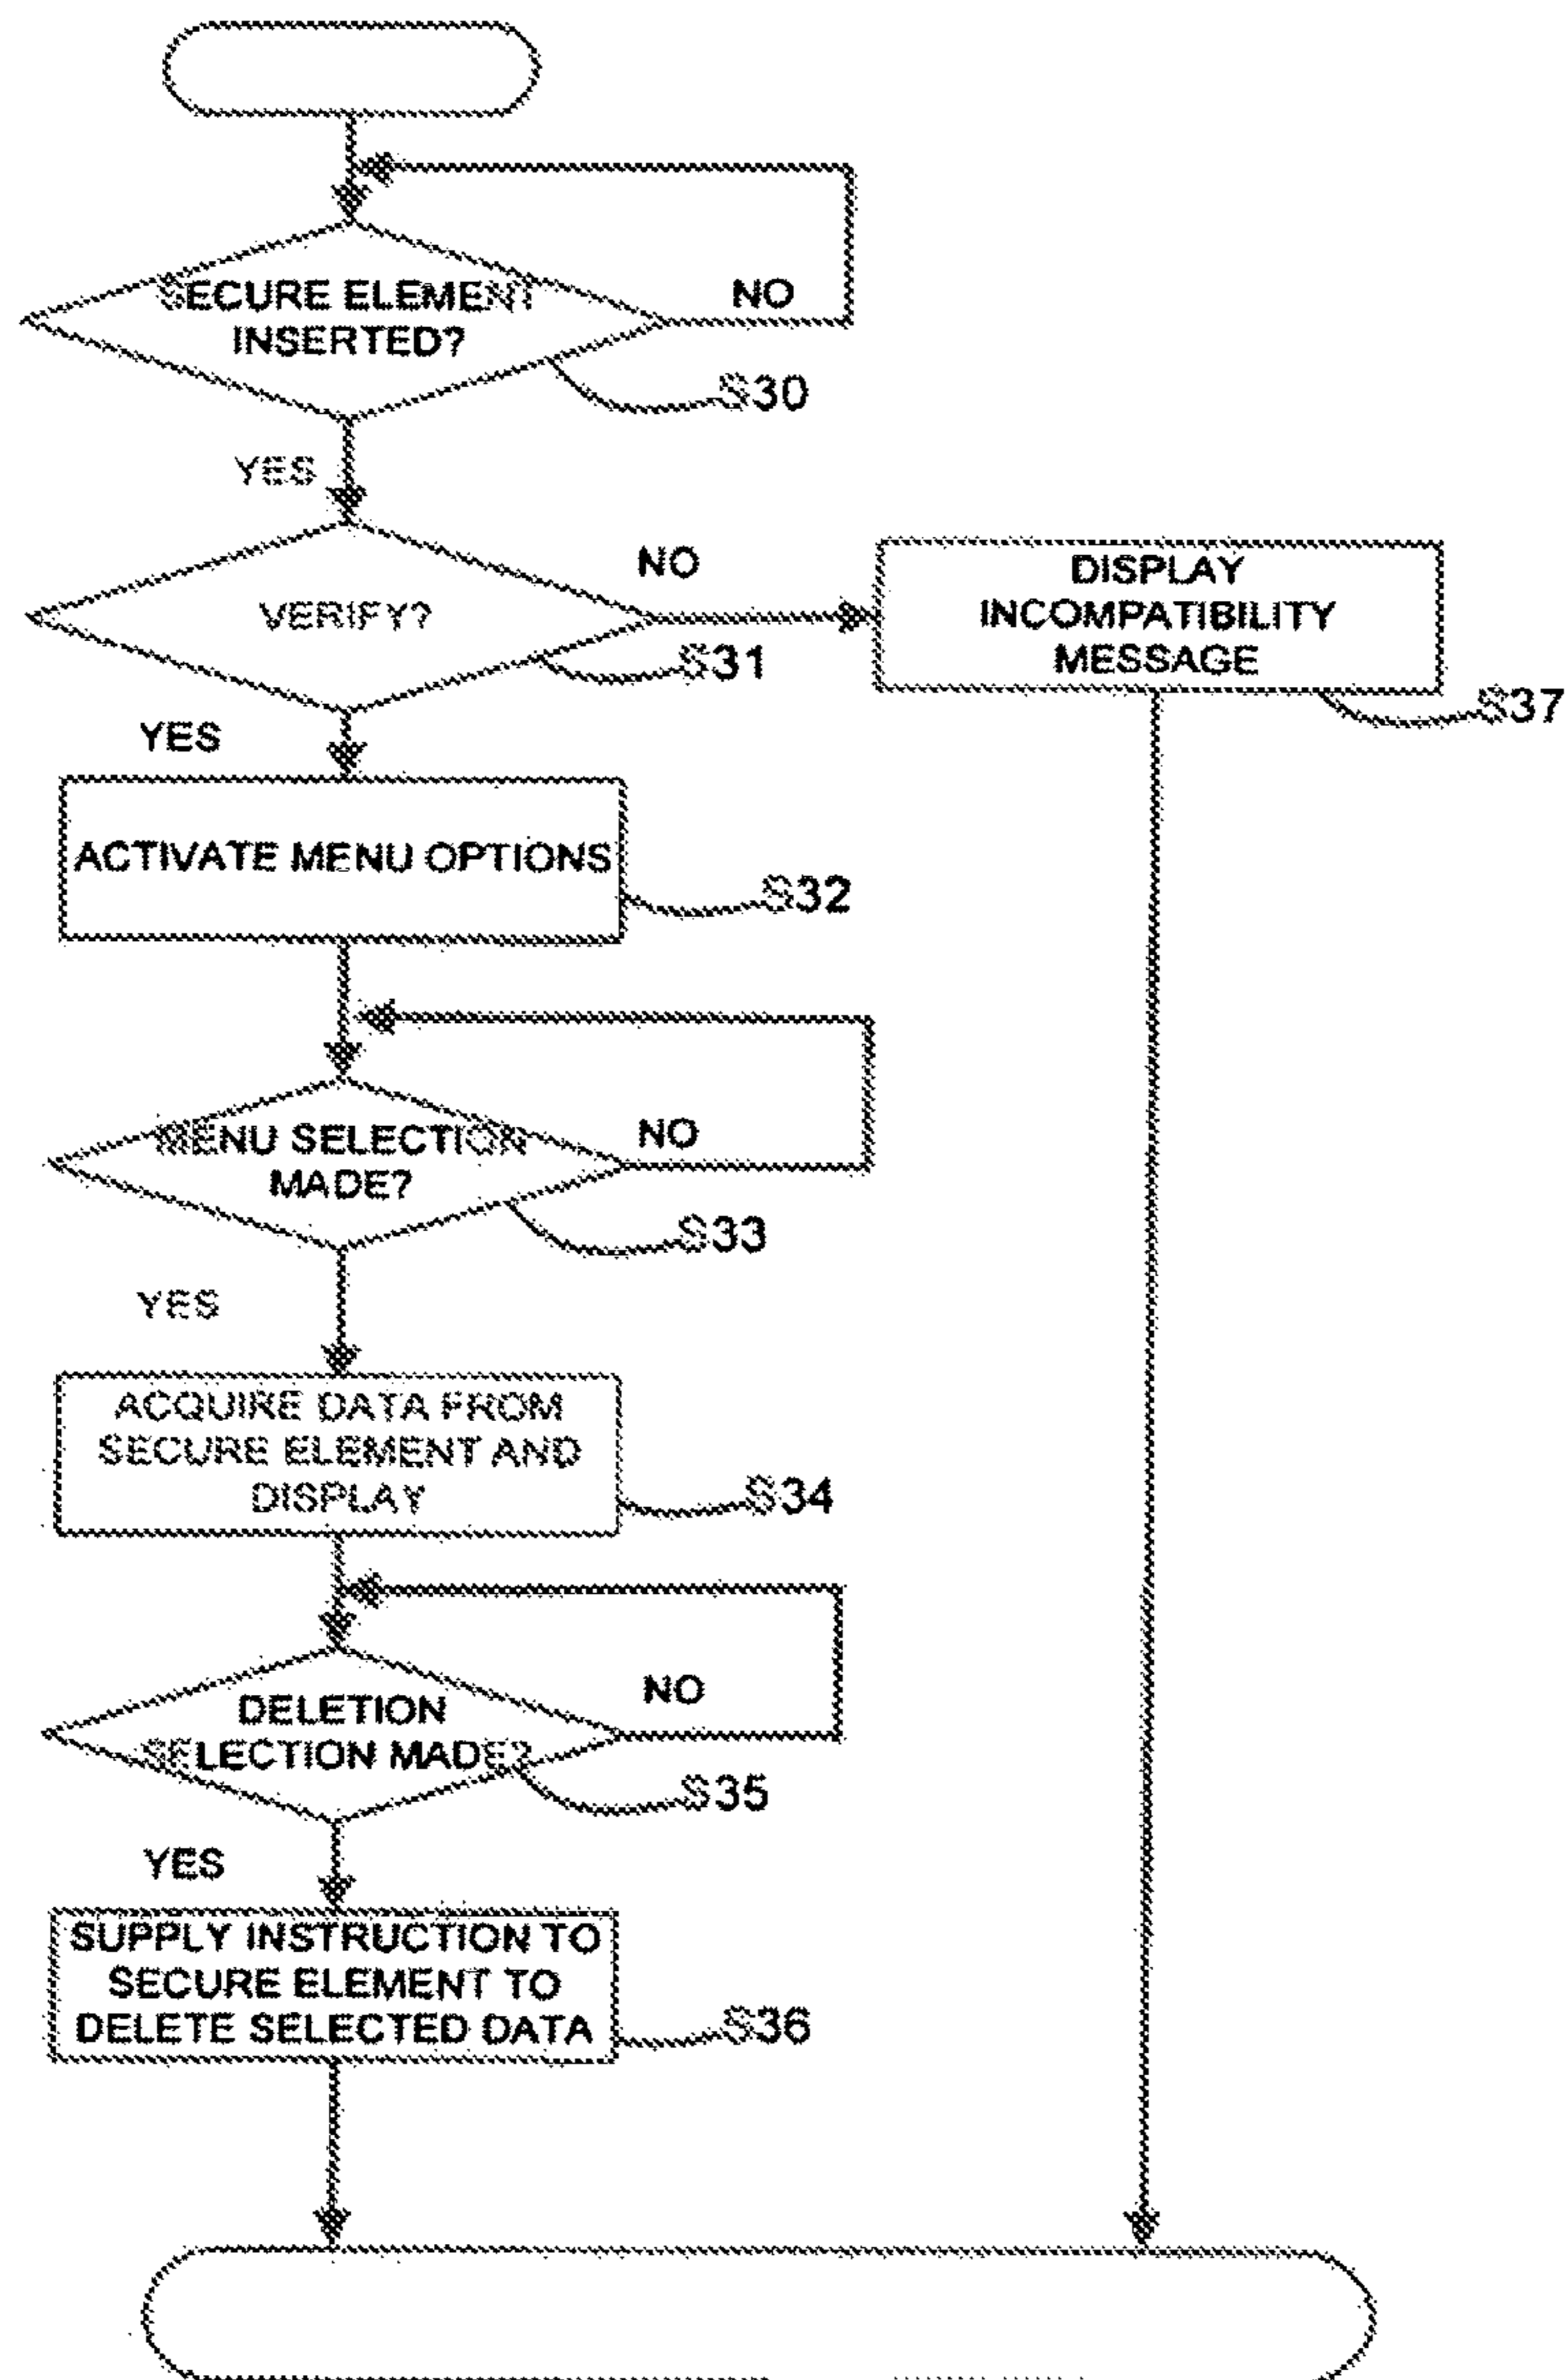 SECURE ELEMENT
INSERTED?
NO
S30
YES
NO
VERIFY?
S31
DISPLAY
INCOMPATIBILITY
MESSAGE
S37
YES
ACTIVATE MENU OPTIONS
S32
MENU SELECTION
MADE?
NO
S33
YES
ACQUIRE DATA FROM
SECURE ELEMENT AND
DISPLAY
S34
DELETION
SELECTION MADE?
NO
S35
YES
SUPPLY INSTRUCTION TO
SECURE ELEMENT TO
DELETE SELECTED DATA
S36